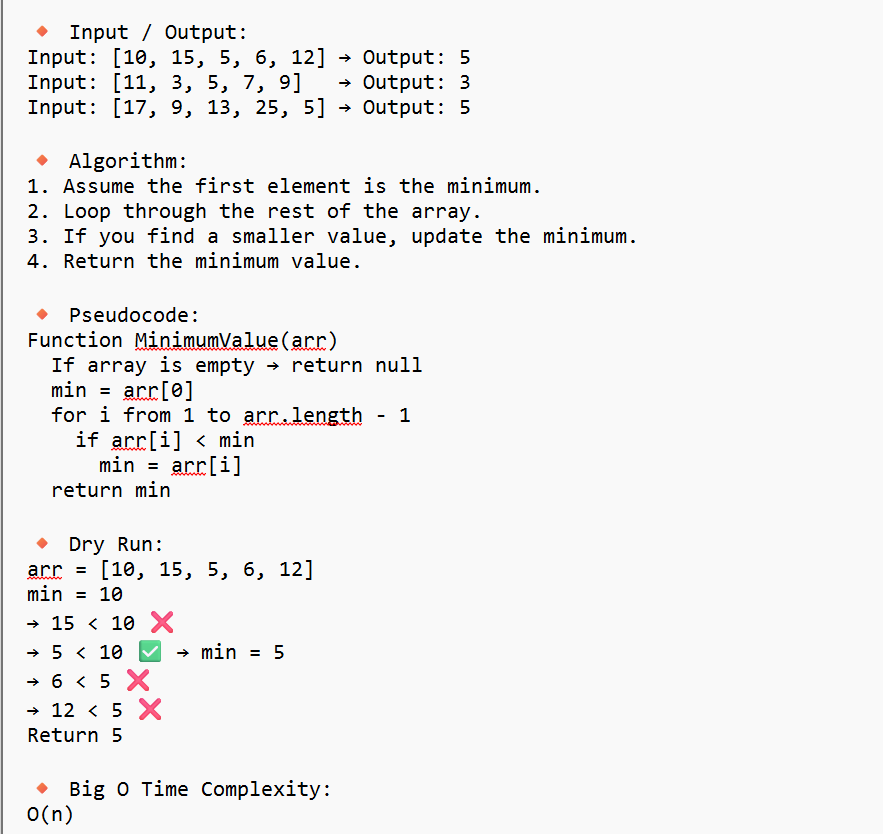 🔸 Input / Output:
Input: [10, 15, 5, 6, 12] → Output: 5
Input: [11, 3, 5, 7, 9]   → Output: 3
Input: [17, 9, 13, 25, 5] → Output: 5
🔸 Algorithm:
1. Assume the first element is the minimum.
2. Loop through the rest of the array.
3. If you find a smaller value, update the minimum.
4. Return the minimum value.
🔸 Pseudocode:
Function MinimumValue(arr)
  If array is empty → return null
  min = arr[0]
  for i from 1 to arr.length - 1
    if arr[i] < min
      min = arr[i]
  return min
🔸 Dry Run:
arr = [10, 15, 5, 6, 12]
min = 10
→ 15 < 10 ❌
→ 5 < 10 ✅ → min = 5
→ 6 < 5 ❌
→ 12 < 5 ❌
Return 5
🔸 Big O Time Complexity:
O(n)